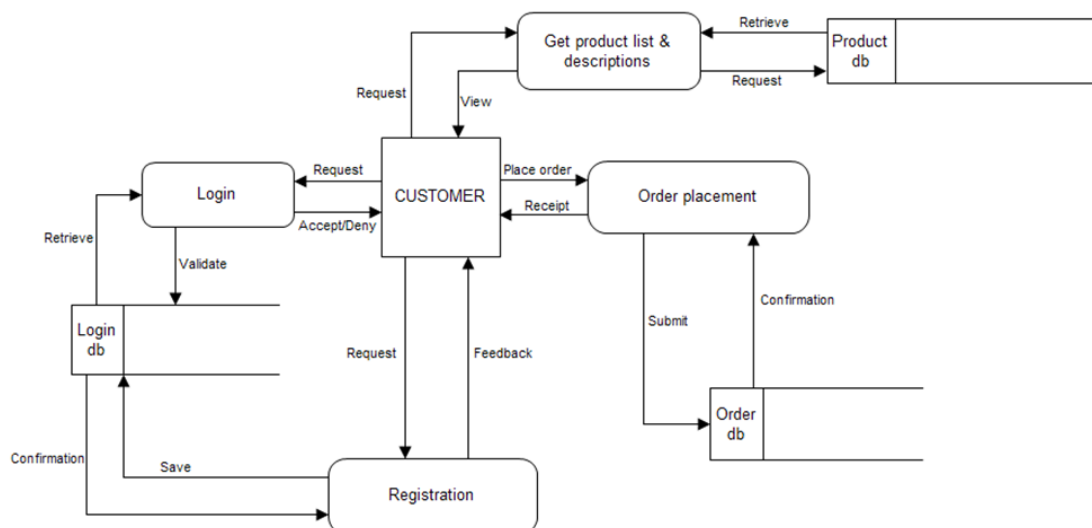 Get product list &
descriptions
Retrieve
Product
db
Request
Request
View
Login
Request
Accept/Deny
CUSTOMER
Place order
Receipt
Order placement
Retrieve
Validate
Login
db
Request
Feedback
Submit
Confirmation
Order
db
Confirmation
Save
Registration